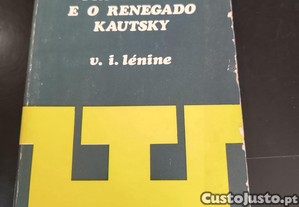 E O RENEGADO
KAUTSKY
v. i. lénine
CustoJusto.pt